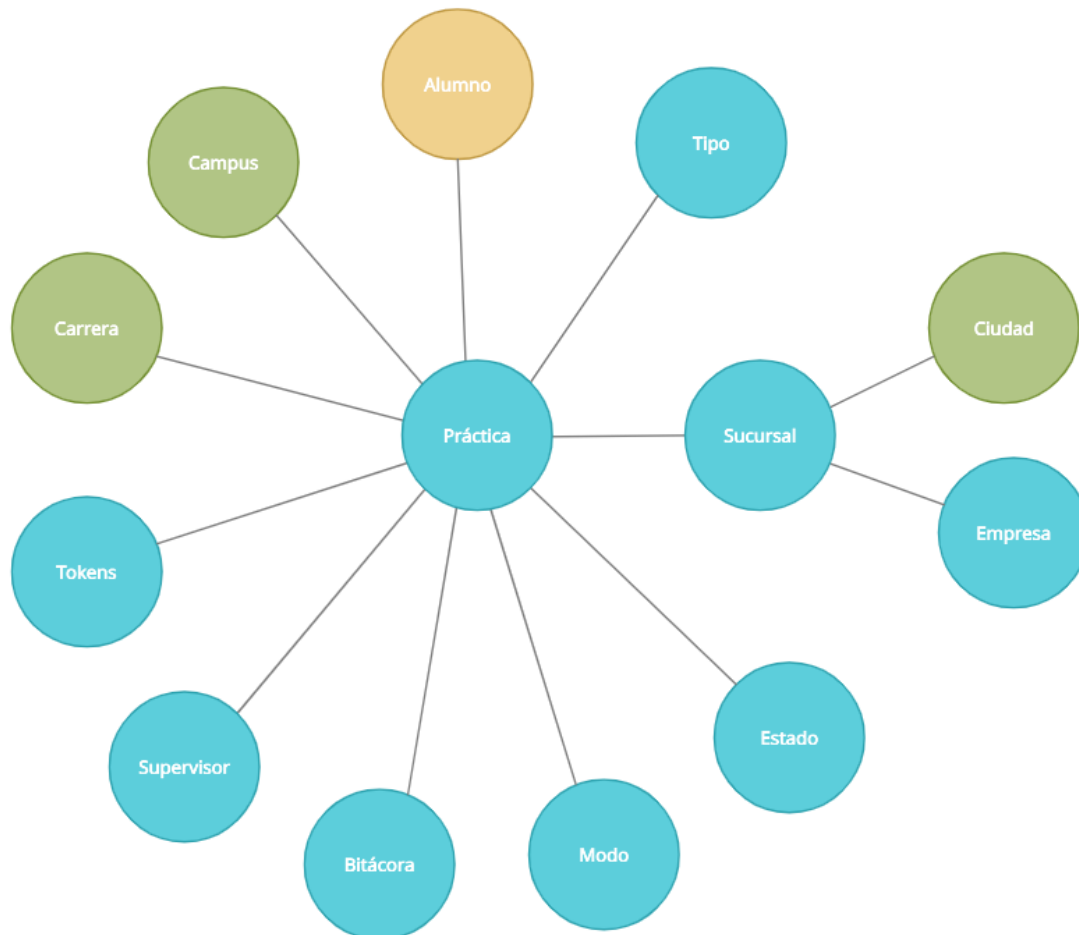 Alumno
Tipo
Campus
Carrera
Ciudad
Práctica
Sucursal
Empresa
Tokens
Estado
Supervisor
Modo
Bitácora